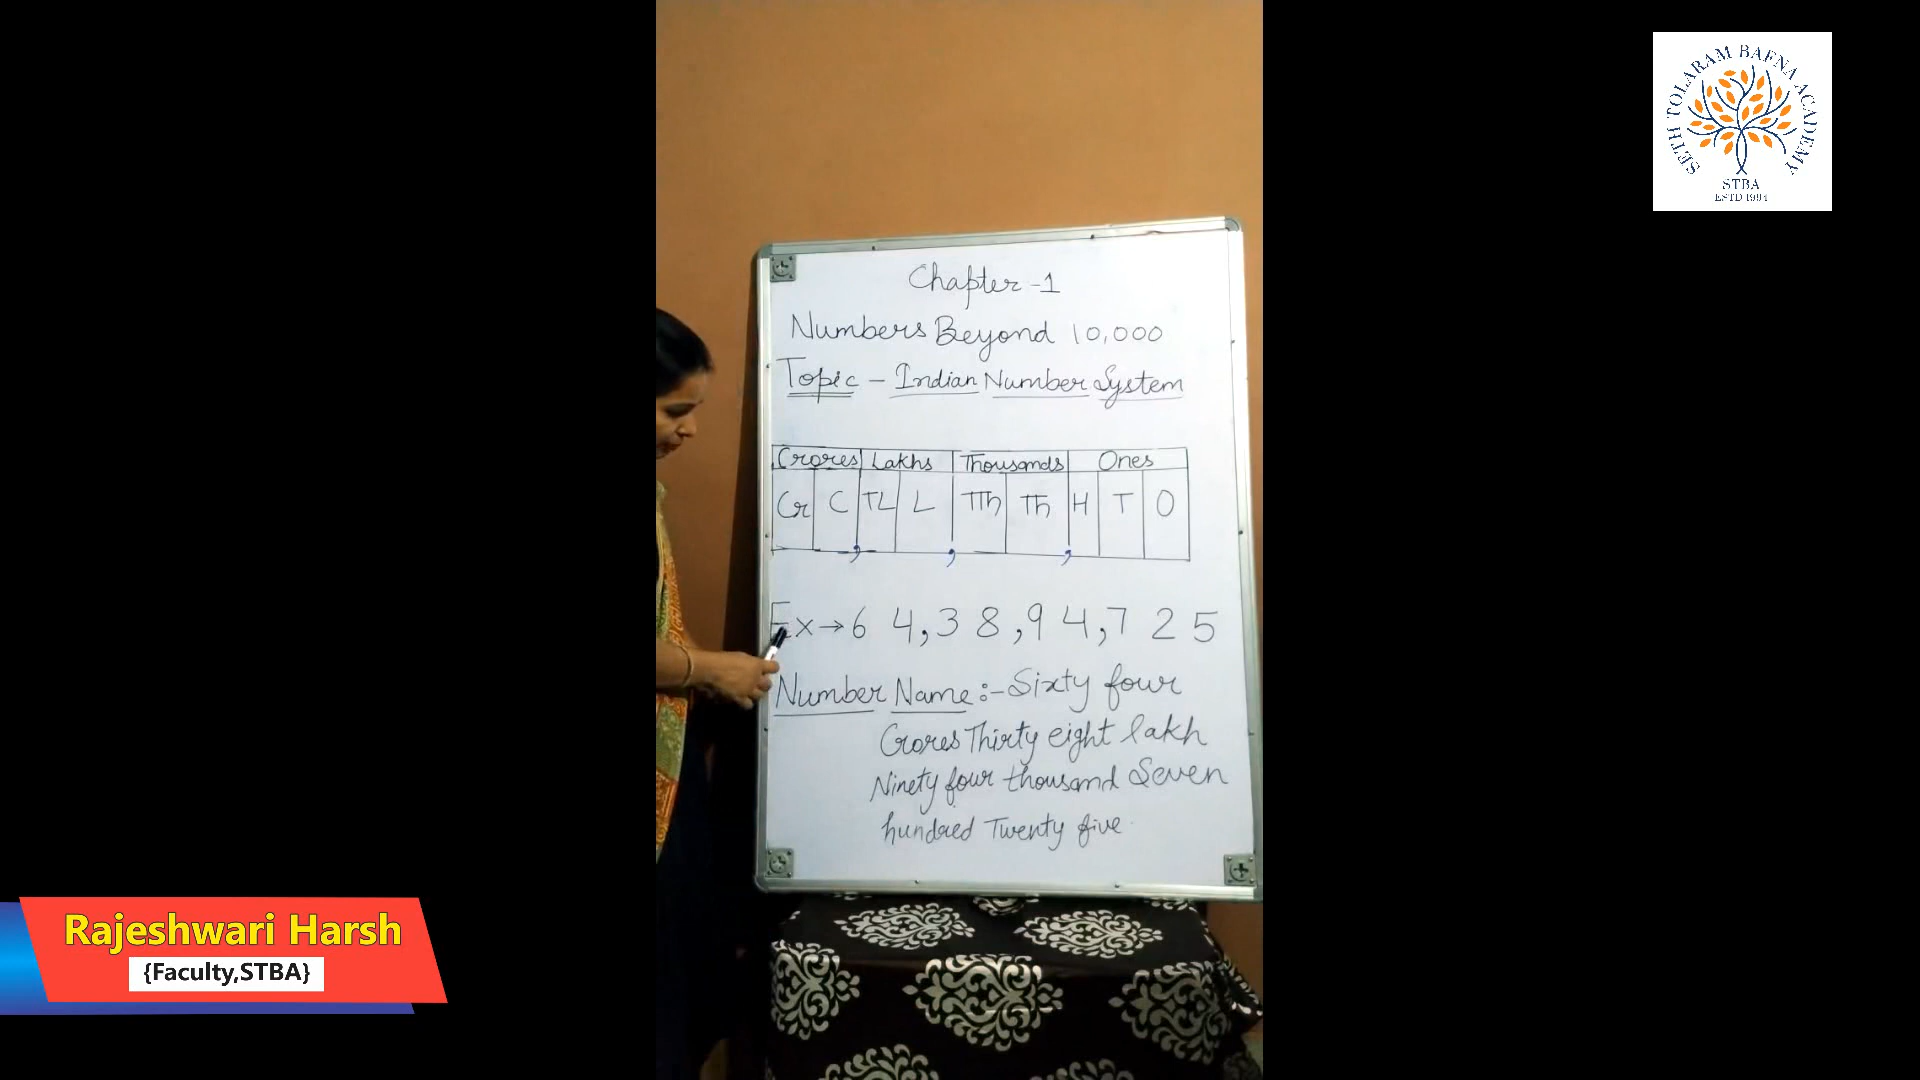 SETH TOLARAM BAFNA ACADEMY
STBA
ESTD 1994
Chapter -1
Numbers Beyond 10,000
Topic - Indian Number System
Crores Lakhs Thousands Ones
Cr C TL L TTh Th H T O
, , ,
Ex → 6 4,3 8,9 4,7 2 5
Number Name :- Sixty four
Crores Thirty eight lakh
Ninety four thousand Seven
hundred Twenty five
Rajeshwari Harsh
{Faculty,STBA}